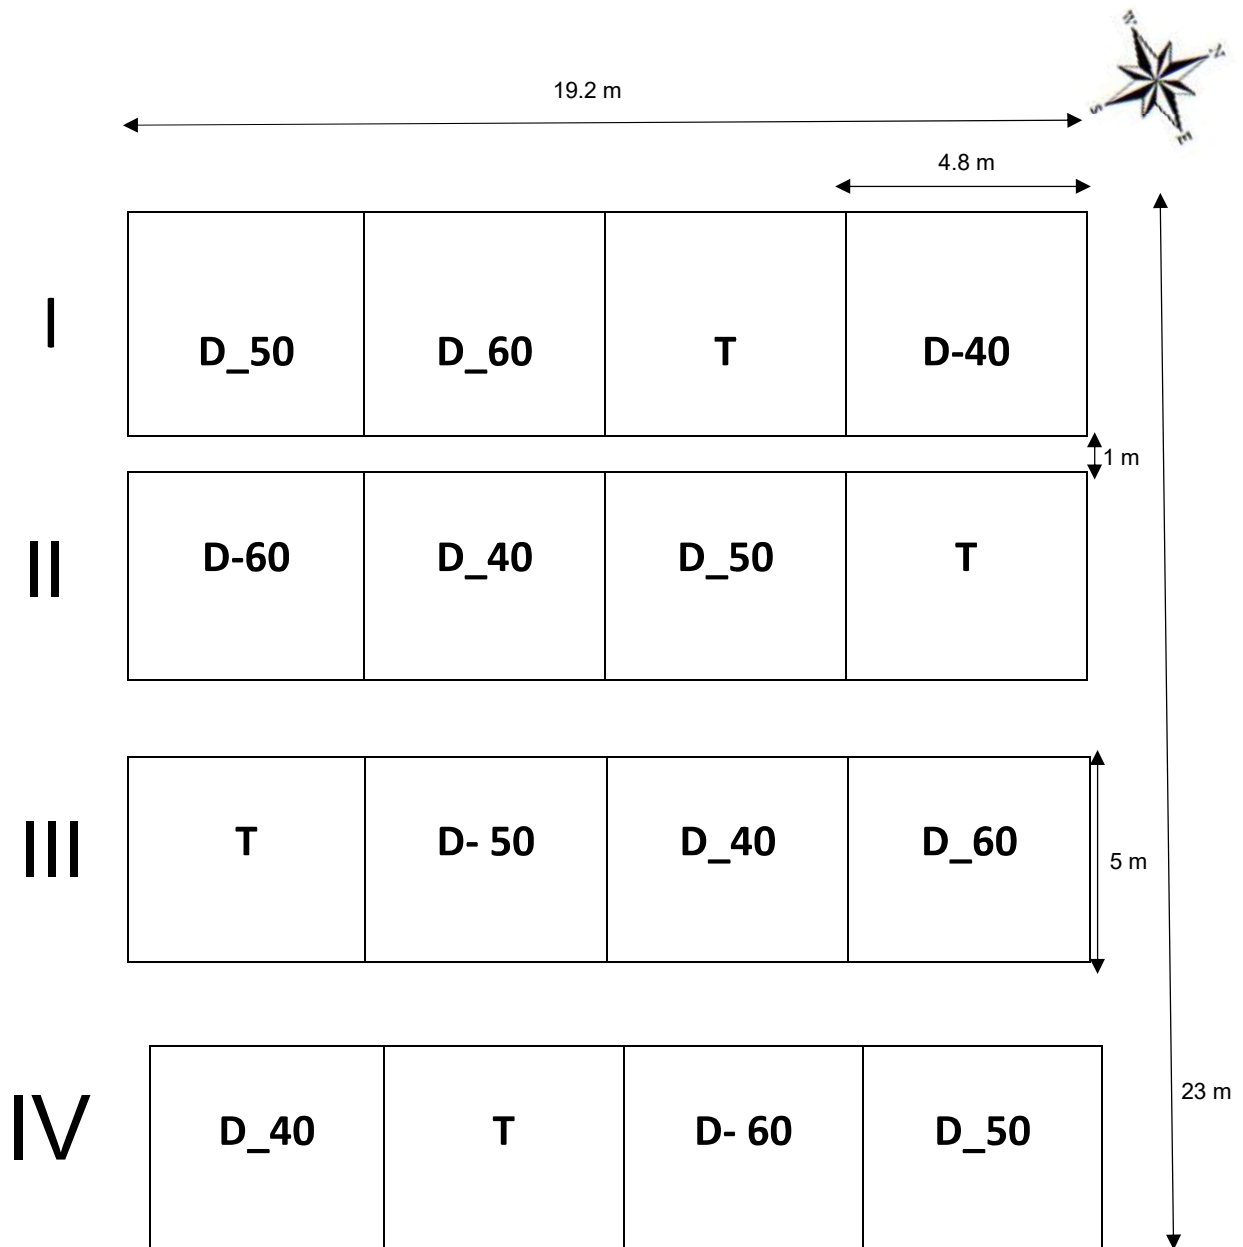 19.2 m
W
N
S
E
4.8 m
I
D_50 D_60 T D-40
1 m
II
D-60 D_40 D_50 T
III
T D- 50 D_40 D_60
5 m
IV
D_40 T D- 60 D_50
23 m